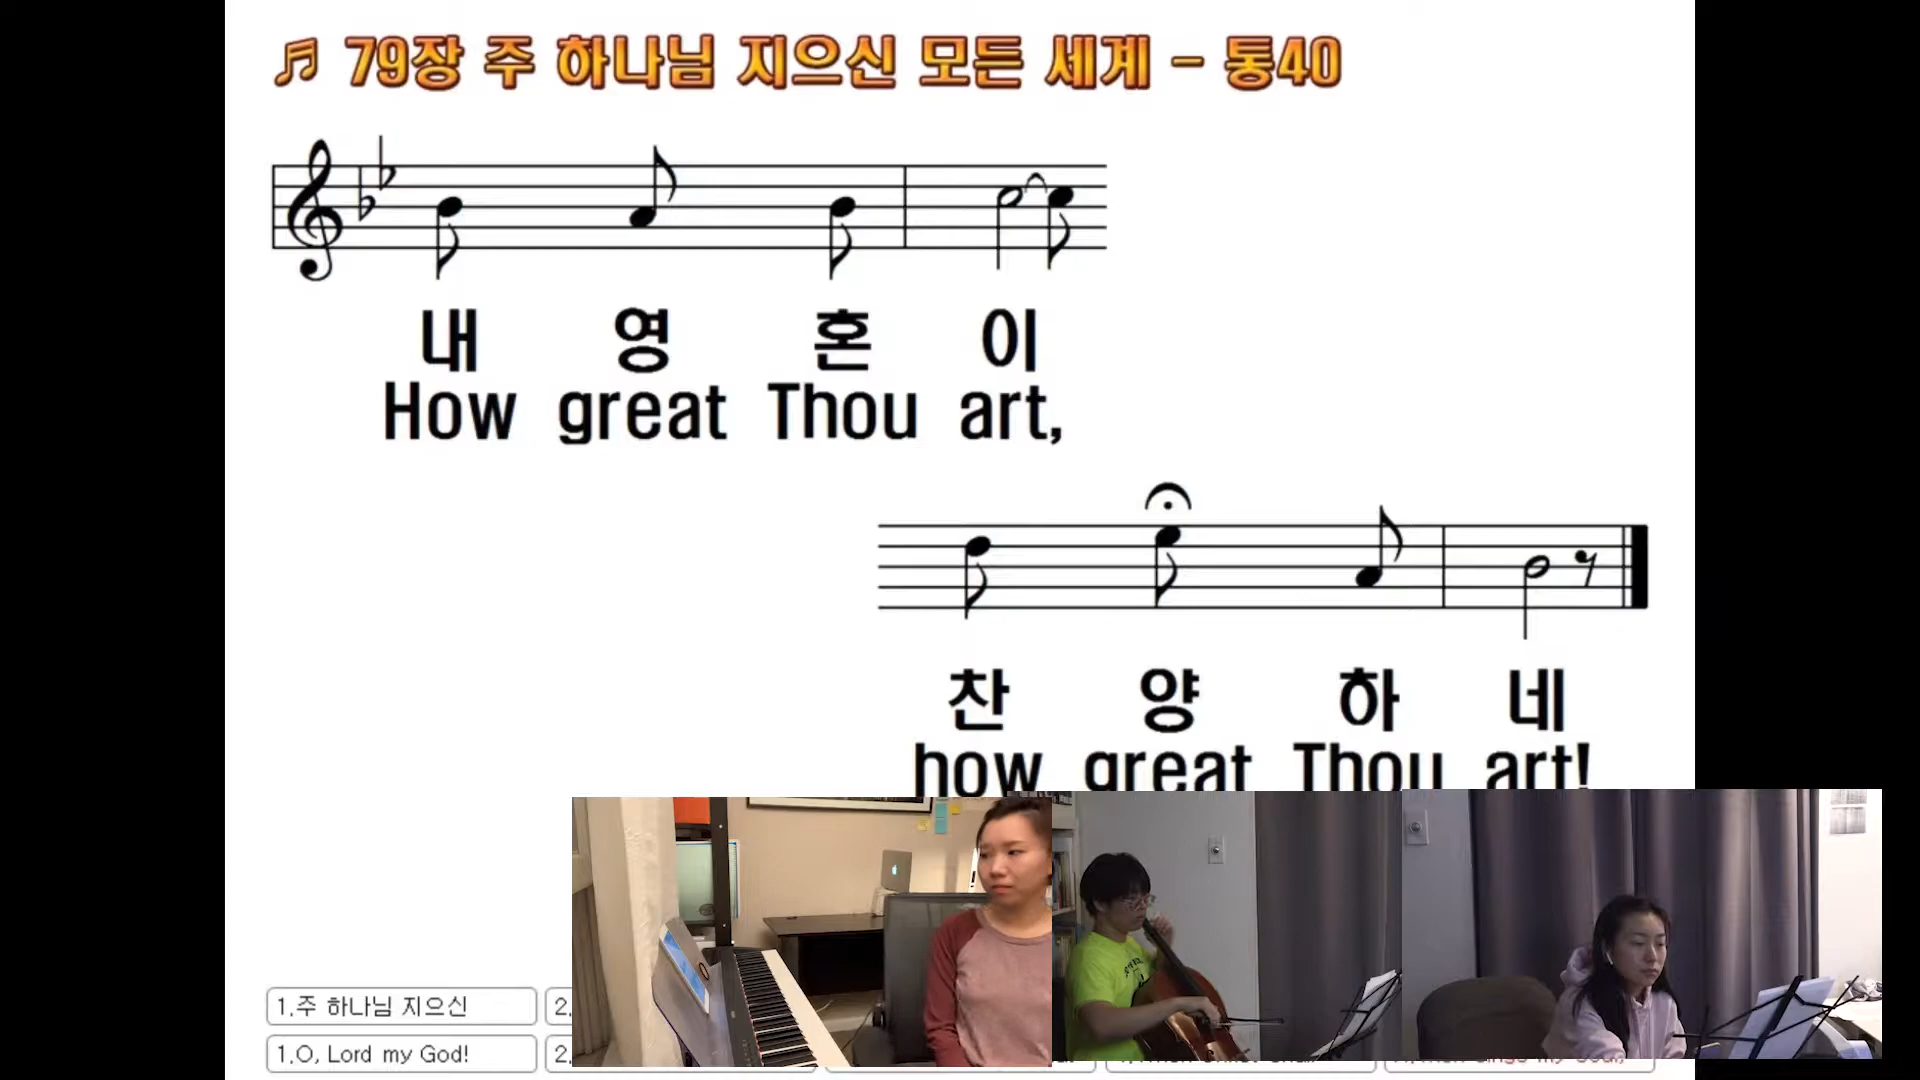 79장 주 하나님 지으신 모든 세계 - 통40
내 영 혼 이
How great Thou art,
찬 양 하 네
how great Thou art!
1.주 하나님 지으신
2.
1.O, Lord my God!
2.